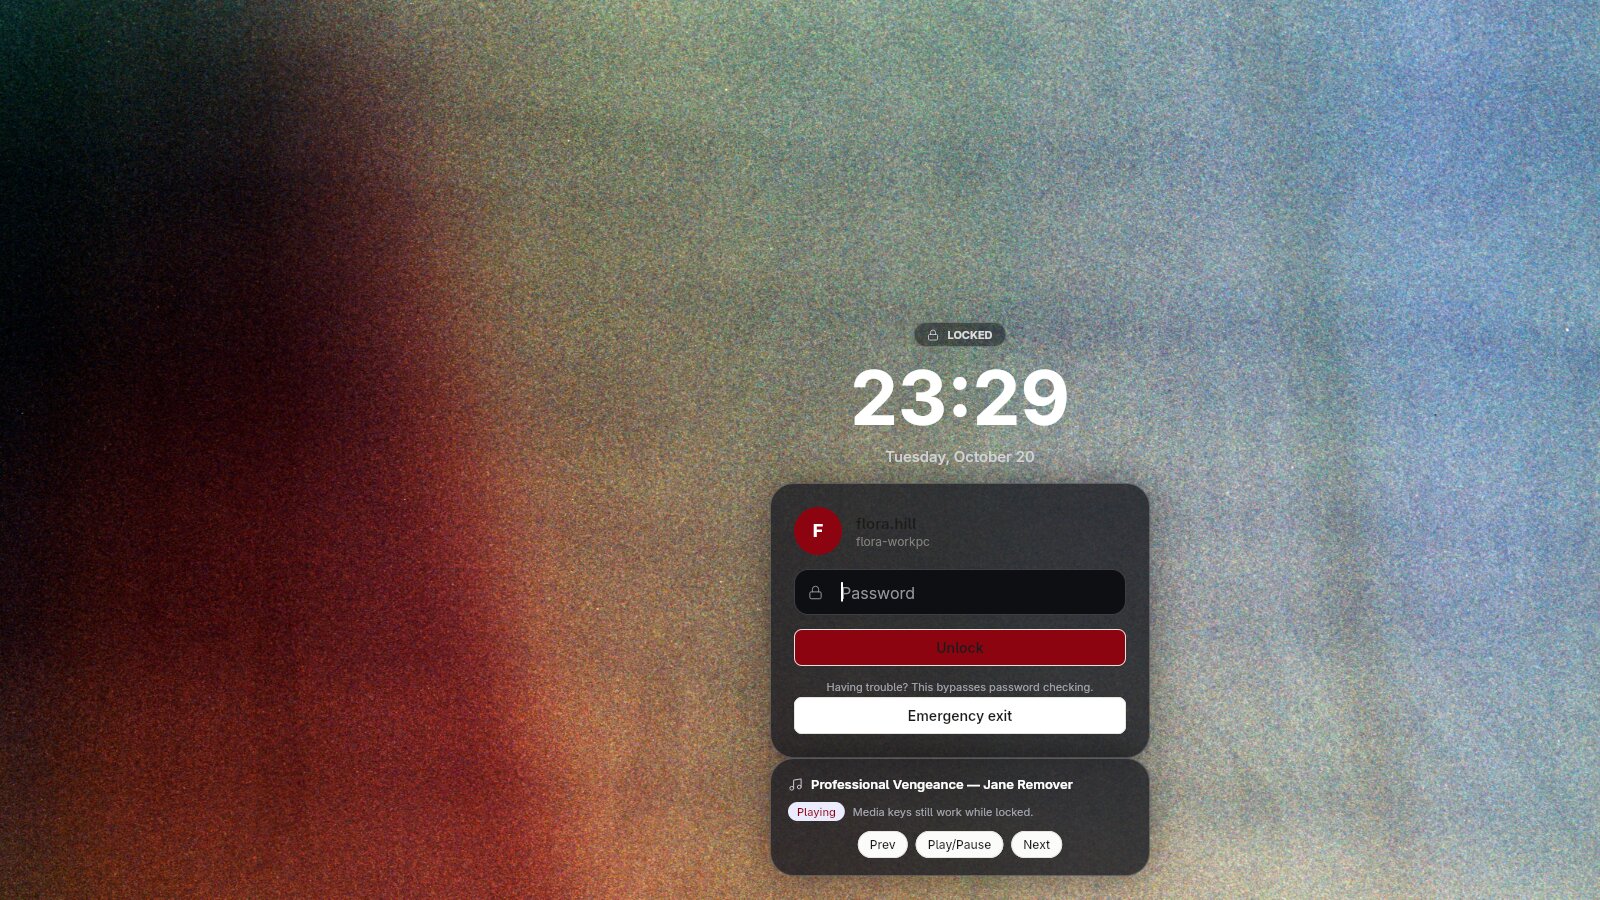 LOCKED
23:29
Tuesday, October 20
F
flora.hill
flora-workpc
Password
Unlock
Having trouble? This bypasses password checking.
Emergency exit
Professional Vengeance — Jane Remover
Playing Media keys still work while locked.
Prev Play/Pause Next